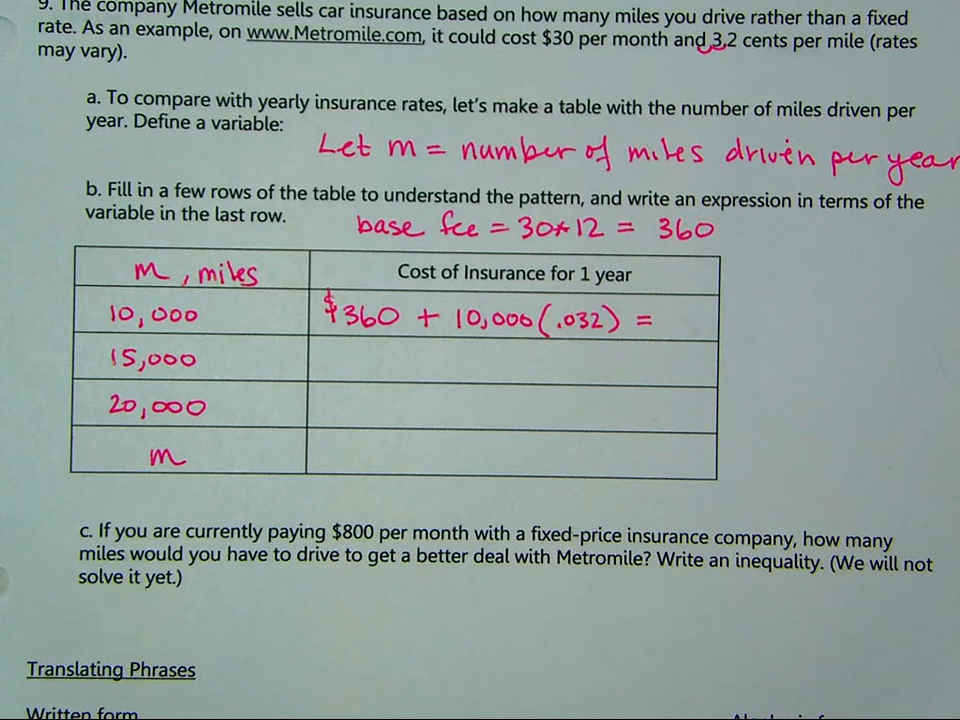 9. The company Metromile sells car insurance based on how many miles you drive rather than a fixed
rate. As an example, on www.Metromile.com, it could cost $30 per month and 3.2 cents per mile (rates
may vary).
a. To compare with yearly insurance rates, let's make a table with the number of miles driven per
year. Define a variable:
Let m = number of miles driven per year
b. Fill in a few rows of the table to understand the pattern, and write an expression in terms of the
variable in the last row.
base fee = 30*12 = 360
m, miles
Cost of Insurance for 1 year
10,000
$360 + 10,000(.032) =
15,000
20,000
m
c. If you are currently paying $800 per month with a fixed-price insurance company, how many
miles would you have to drive to get a better deal with Metromile? Write an inequality. (We will not
solve it yet.)
Translating Phrases
Written form